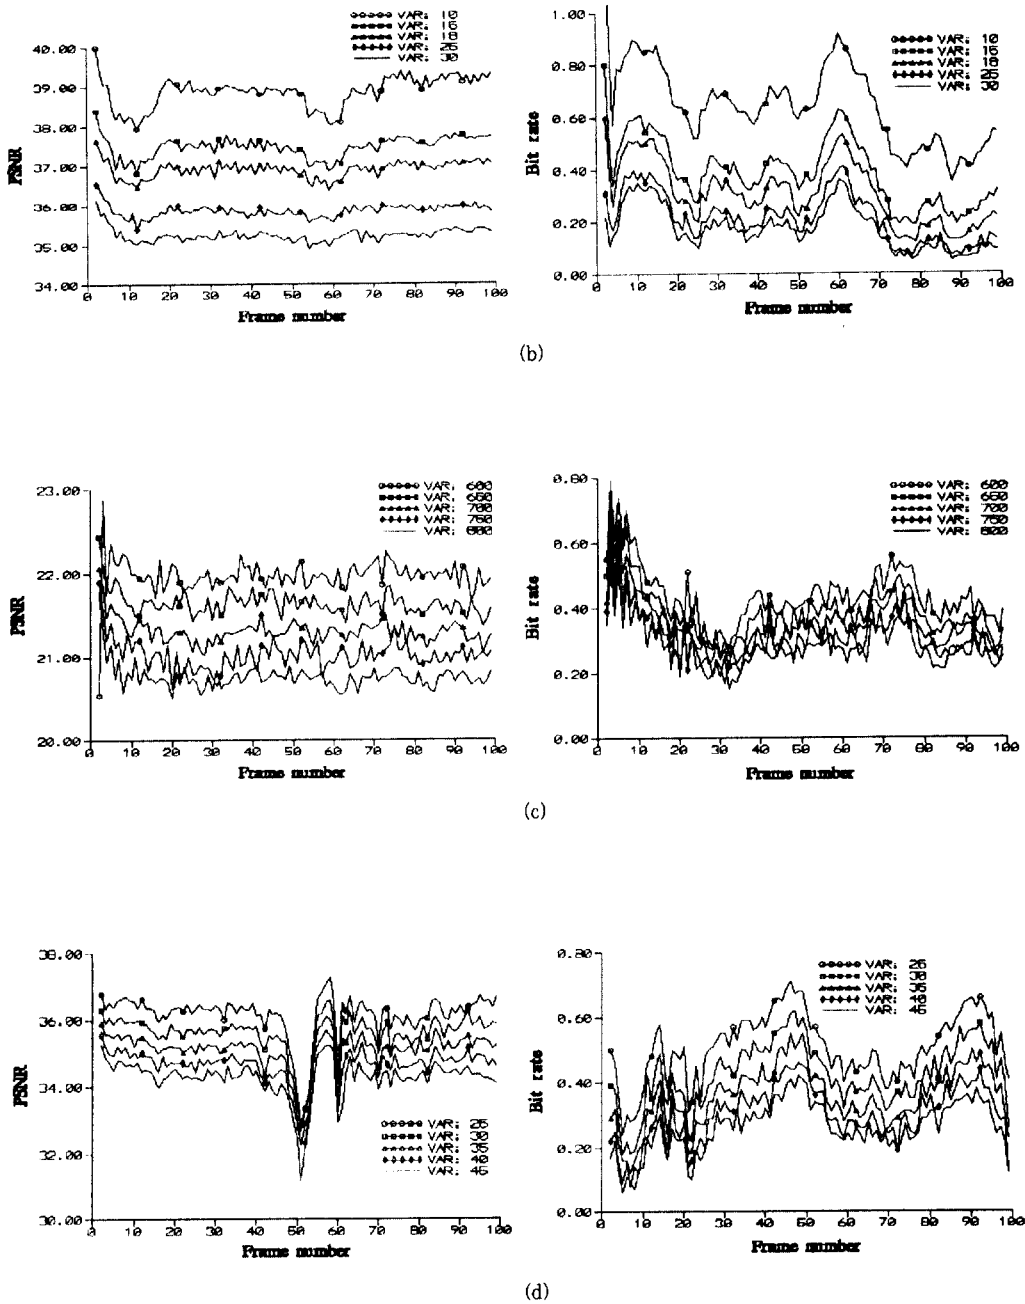 VAR: 10
VAR: 15
VAR: 18
VAR: 25
VAR: 30
40.00
39.00
38.00
37.00
36.00
35.00
34.00
PSNR
0 10 20 30 40 50 60 70 80 90 100
Frame number
VAR: 10
VAR: 15
VAR: 18
VAR: 25
VAR: 30
1.00
0.80
0.60
0.40
0.20
0.00
Bit rate
0 10 20 30 40 50 60 70 80 90 100
Frame number
(b)
VAR: 600
VAR: 650
VAR: 700
VAR: 750
VAR: 800
23.00
22.00
21.00
20.00
PSNR
0 10 20 30 40 50 60 70 80 90 100
Frame number
VAR: 600
VAR: 650
VAR: 700
VAR: 750
VAR: 800
0.80
0.60
0.40
0.20
0.00
Bit rate
0 10 20 30 40 50 60 70 80 90 100
Frame number
(c)
38.00
36.00
34.00
32.00
30.00
PSNR
VAR: 25
VAR: 30
VAR: 35
VAR: 40
VAR: 45
0 10 20 30 40 50 60 70 80 90 100
Frame number
VAR: 25
VAR: 30
VAR: 35
VAR: 40
VAR: 45
0.80
0.60
0.40
0.20
0.00
Bit rate
0 10 20 30 40 50 60 70 80 90 100
Frame number
(d)